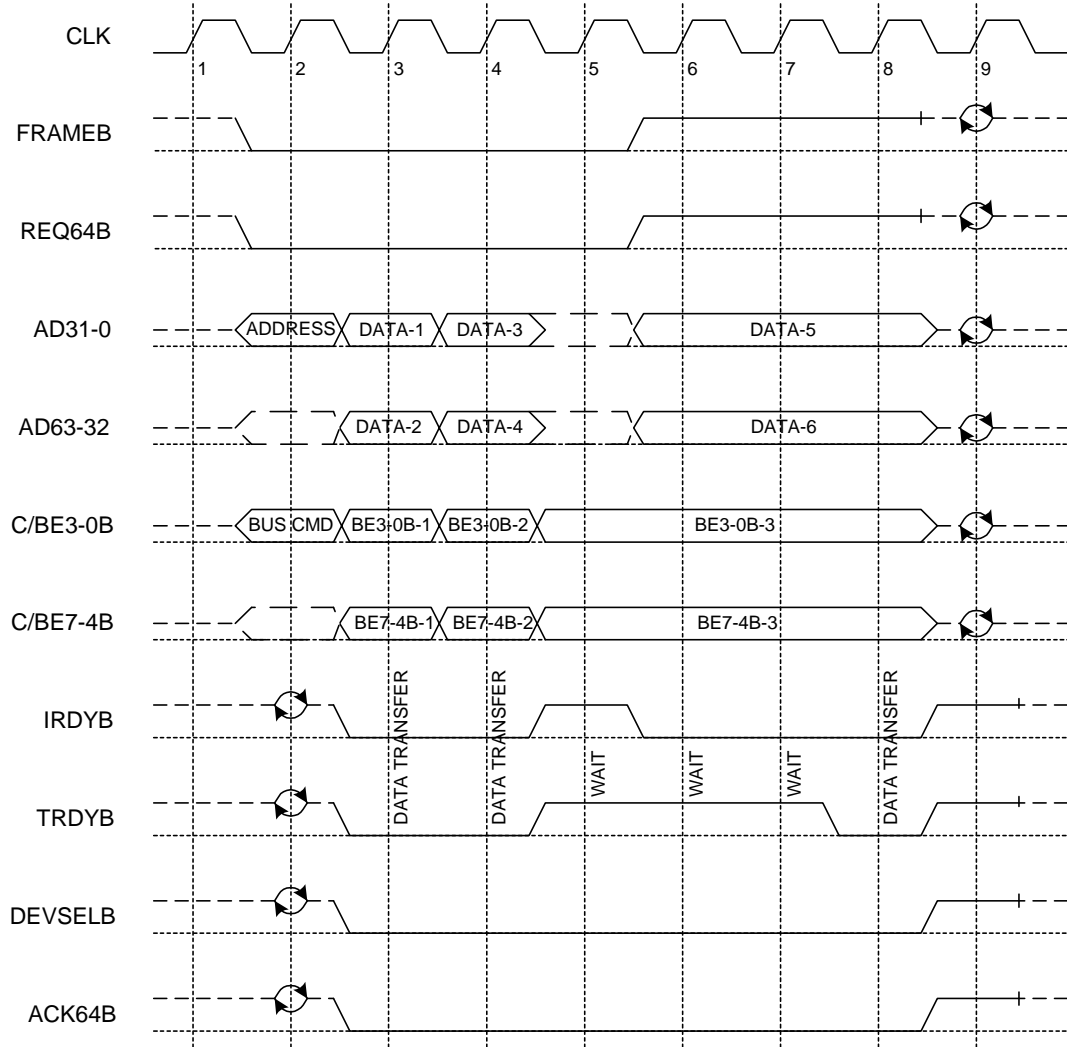 CLK
1 2 3 4 5 6 7 8 9
FRAMEB
REQ64B
AD31-0 ADDRESS DATA-1 DATA-3 DATA-5
AD63-32 DATA-2 DATA-4 DATA-6
C/BE3-0B BUS CMD BE3-0B-1 BE3-0B-2 BE3-0B-3
C/BE7-4B BE7-4B-1 BE7-4B-2 BE7-4B-3
IRDYB
DATA TRANSFER
DATA TRANSFER
WAIT
WAIT
WAIT
DATA TRANSFER
TRDYB
DEVSELB
ACK64B